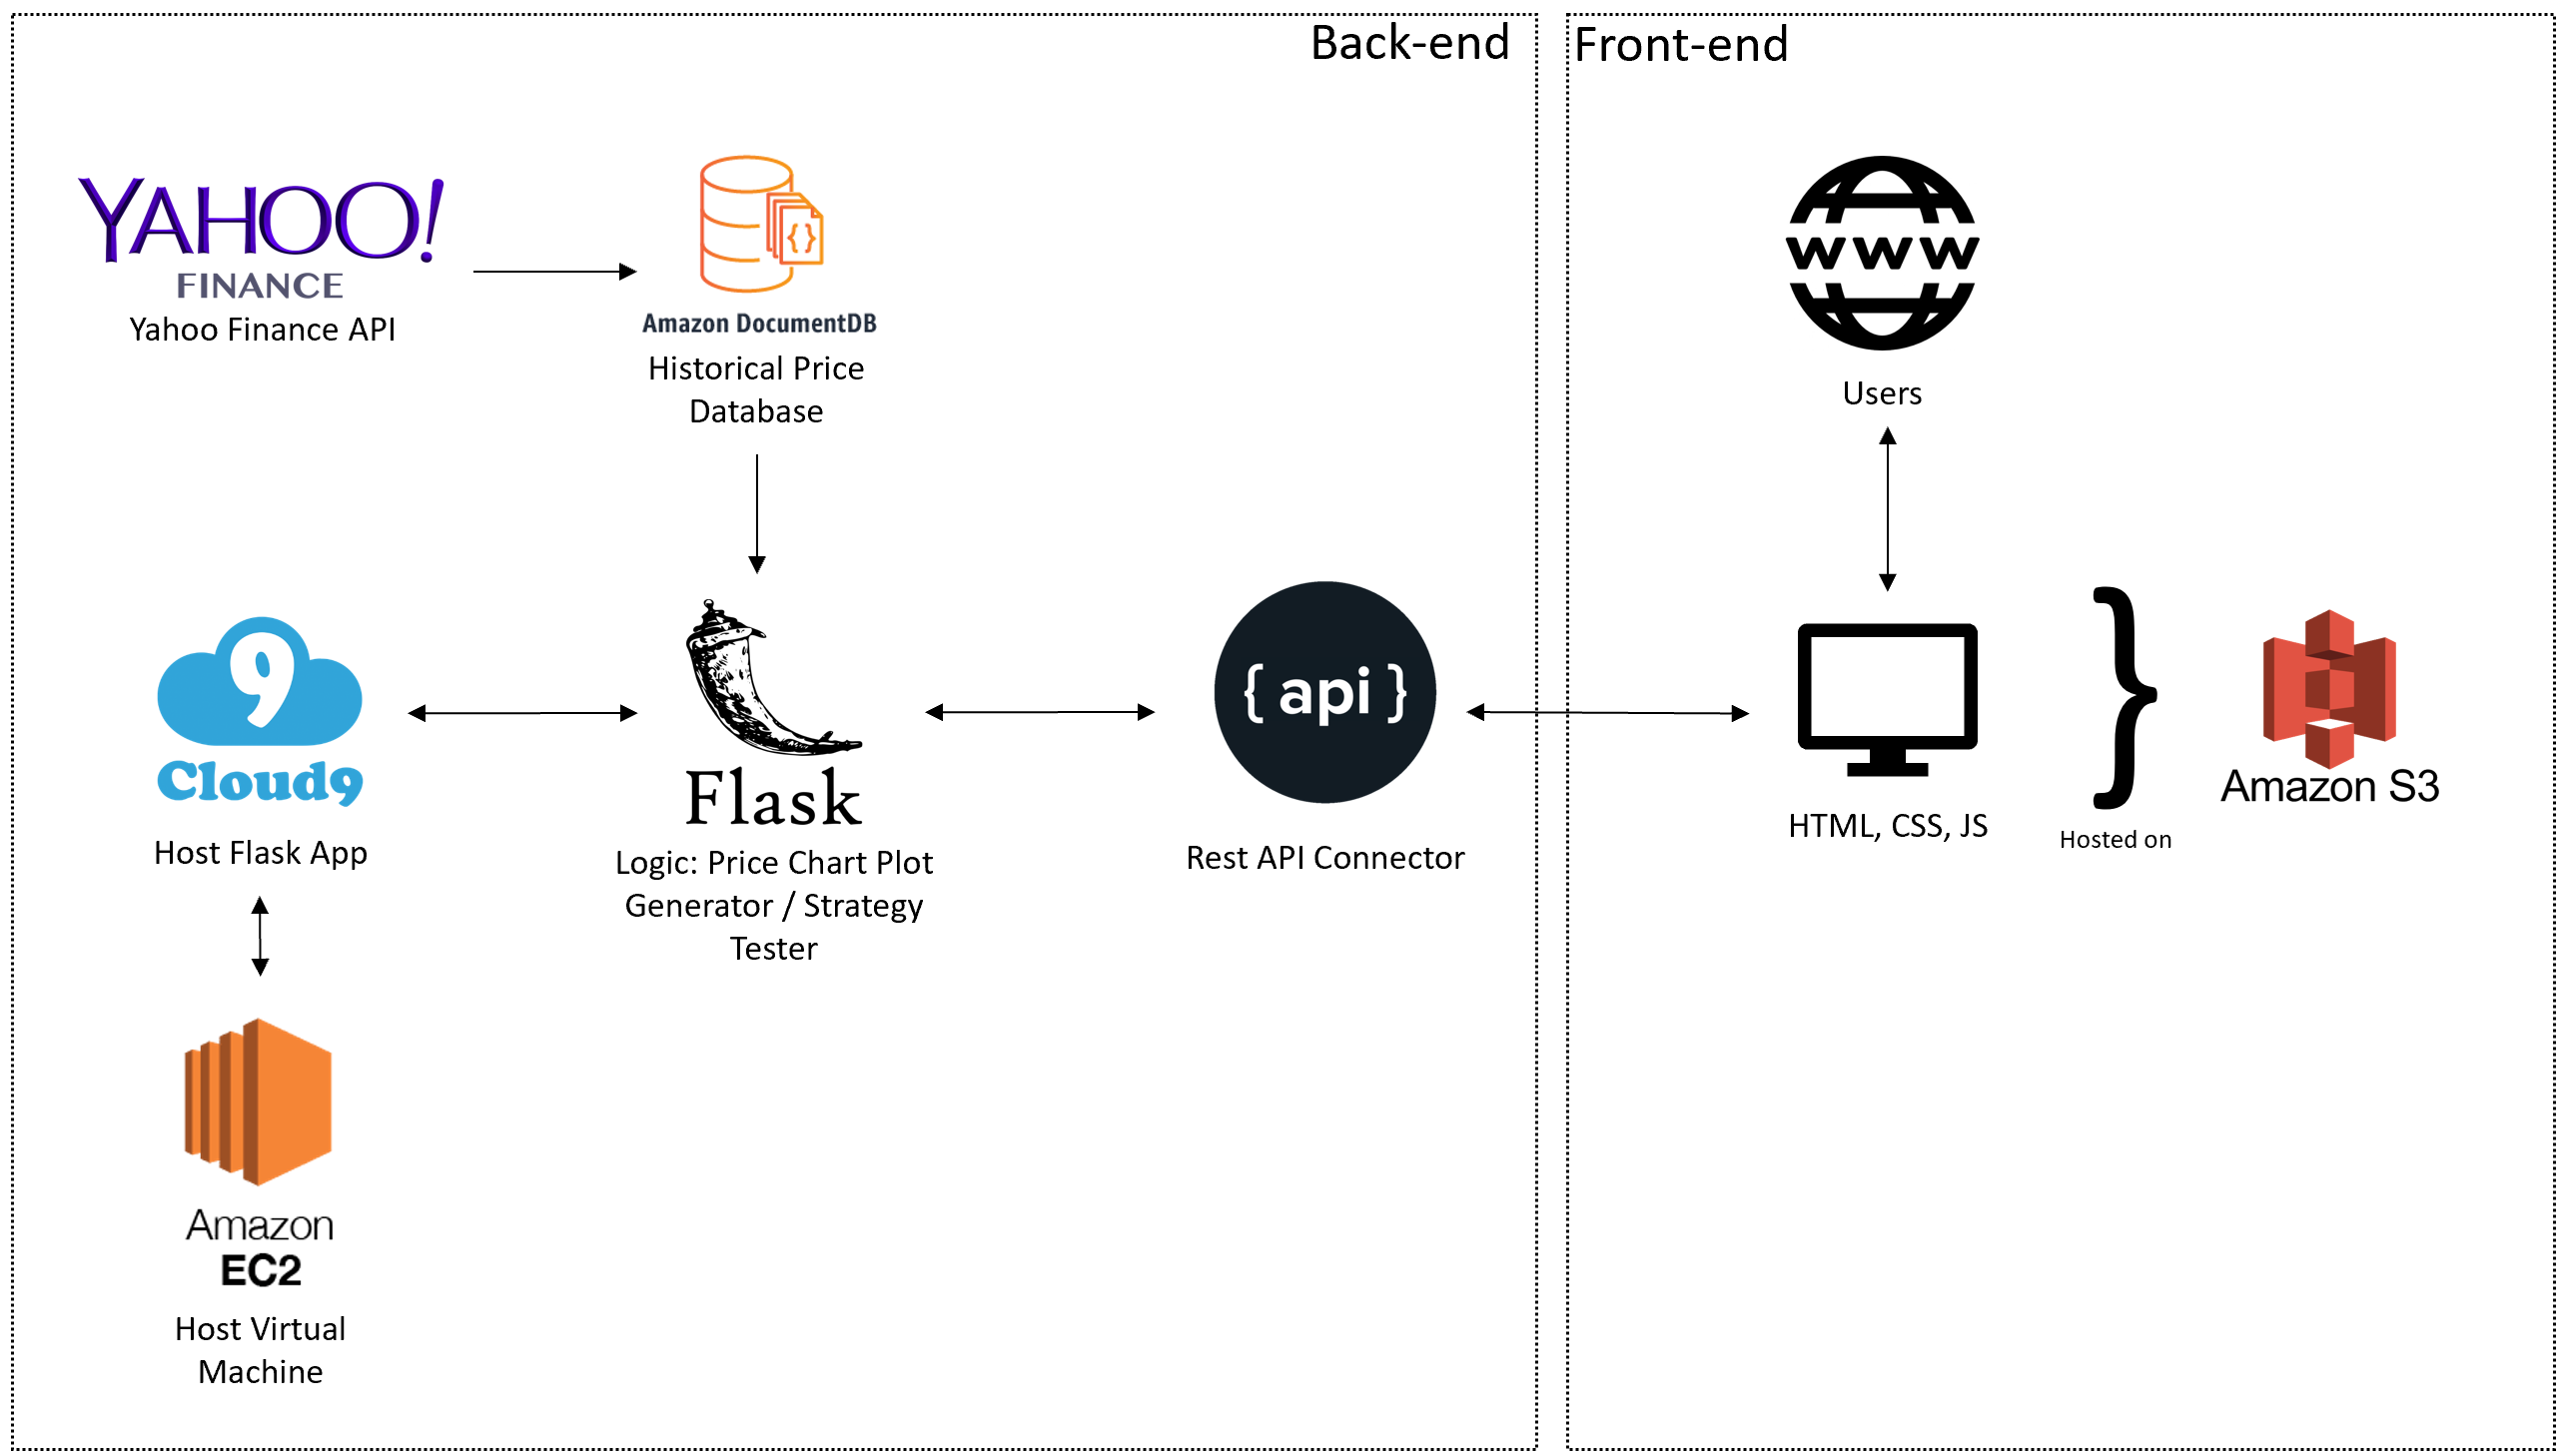 Back-end
Front-end
YAHOO!
FINANCE
Yahoo Finance API
{}
Amazon DocumentDB
Historical Price
Database
www
Users
9
Cloud9
Host Flask App
Flask
Logic: Price Chart Plot
Generator / Strategy
Tester
{ api }
Rest API Connector
HTML, CSS, JS
}
Hosted on
Amazon S3
Amazon
EC2
Host Virtual
Machine